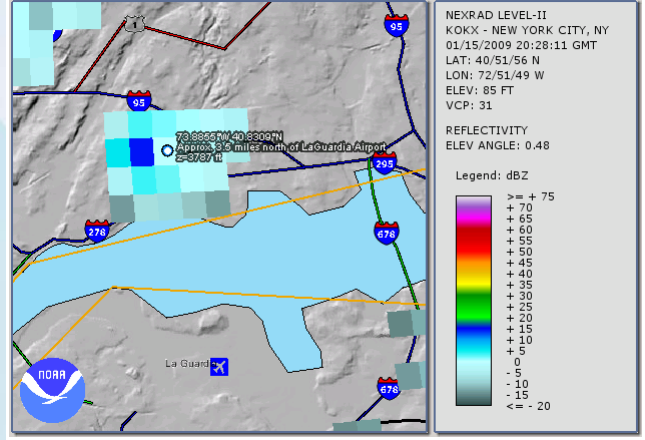 1
95
95
73.8855°W 40.8309°N
Approx. 3.5 miles north of LaGuardia Airport
z=3787 ft
295
278
678
La Guard
678
NOAA
NEXRAD LEVEL-II
KOKX - NEW YORK CITY, NY
01/15/2009 20:28:11 GMT
LAT: 40/51/56 N
LON: 72/51/49 W
ELEV: 85 FT
VCP: 31
REFLECTIVITY
ELEV ANGLE: 0.48
Legend: dBZ
>= + 75
+ 70
+ 65
+ 60
+ 55
+ 50
+ 45
+ 40
+ 35
+ 30
+ 25
+ 20
+ 15
+ 10
+ 5
0
- 5
- 10
- 15
<= - 20